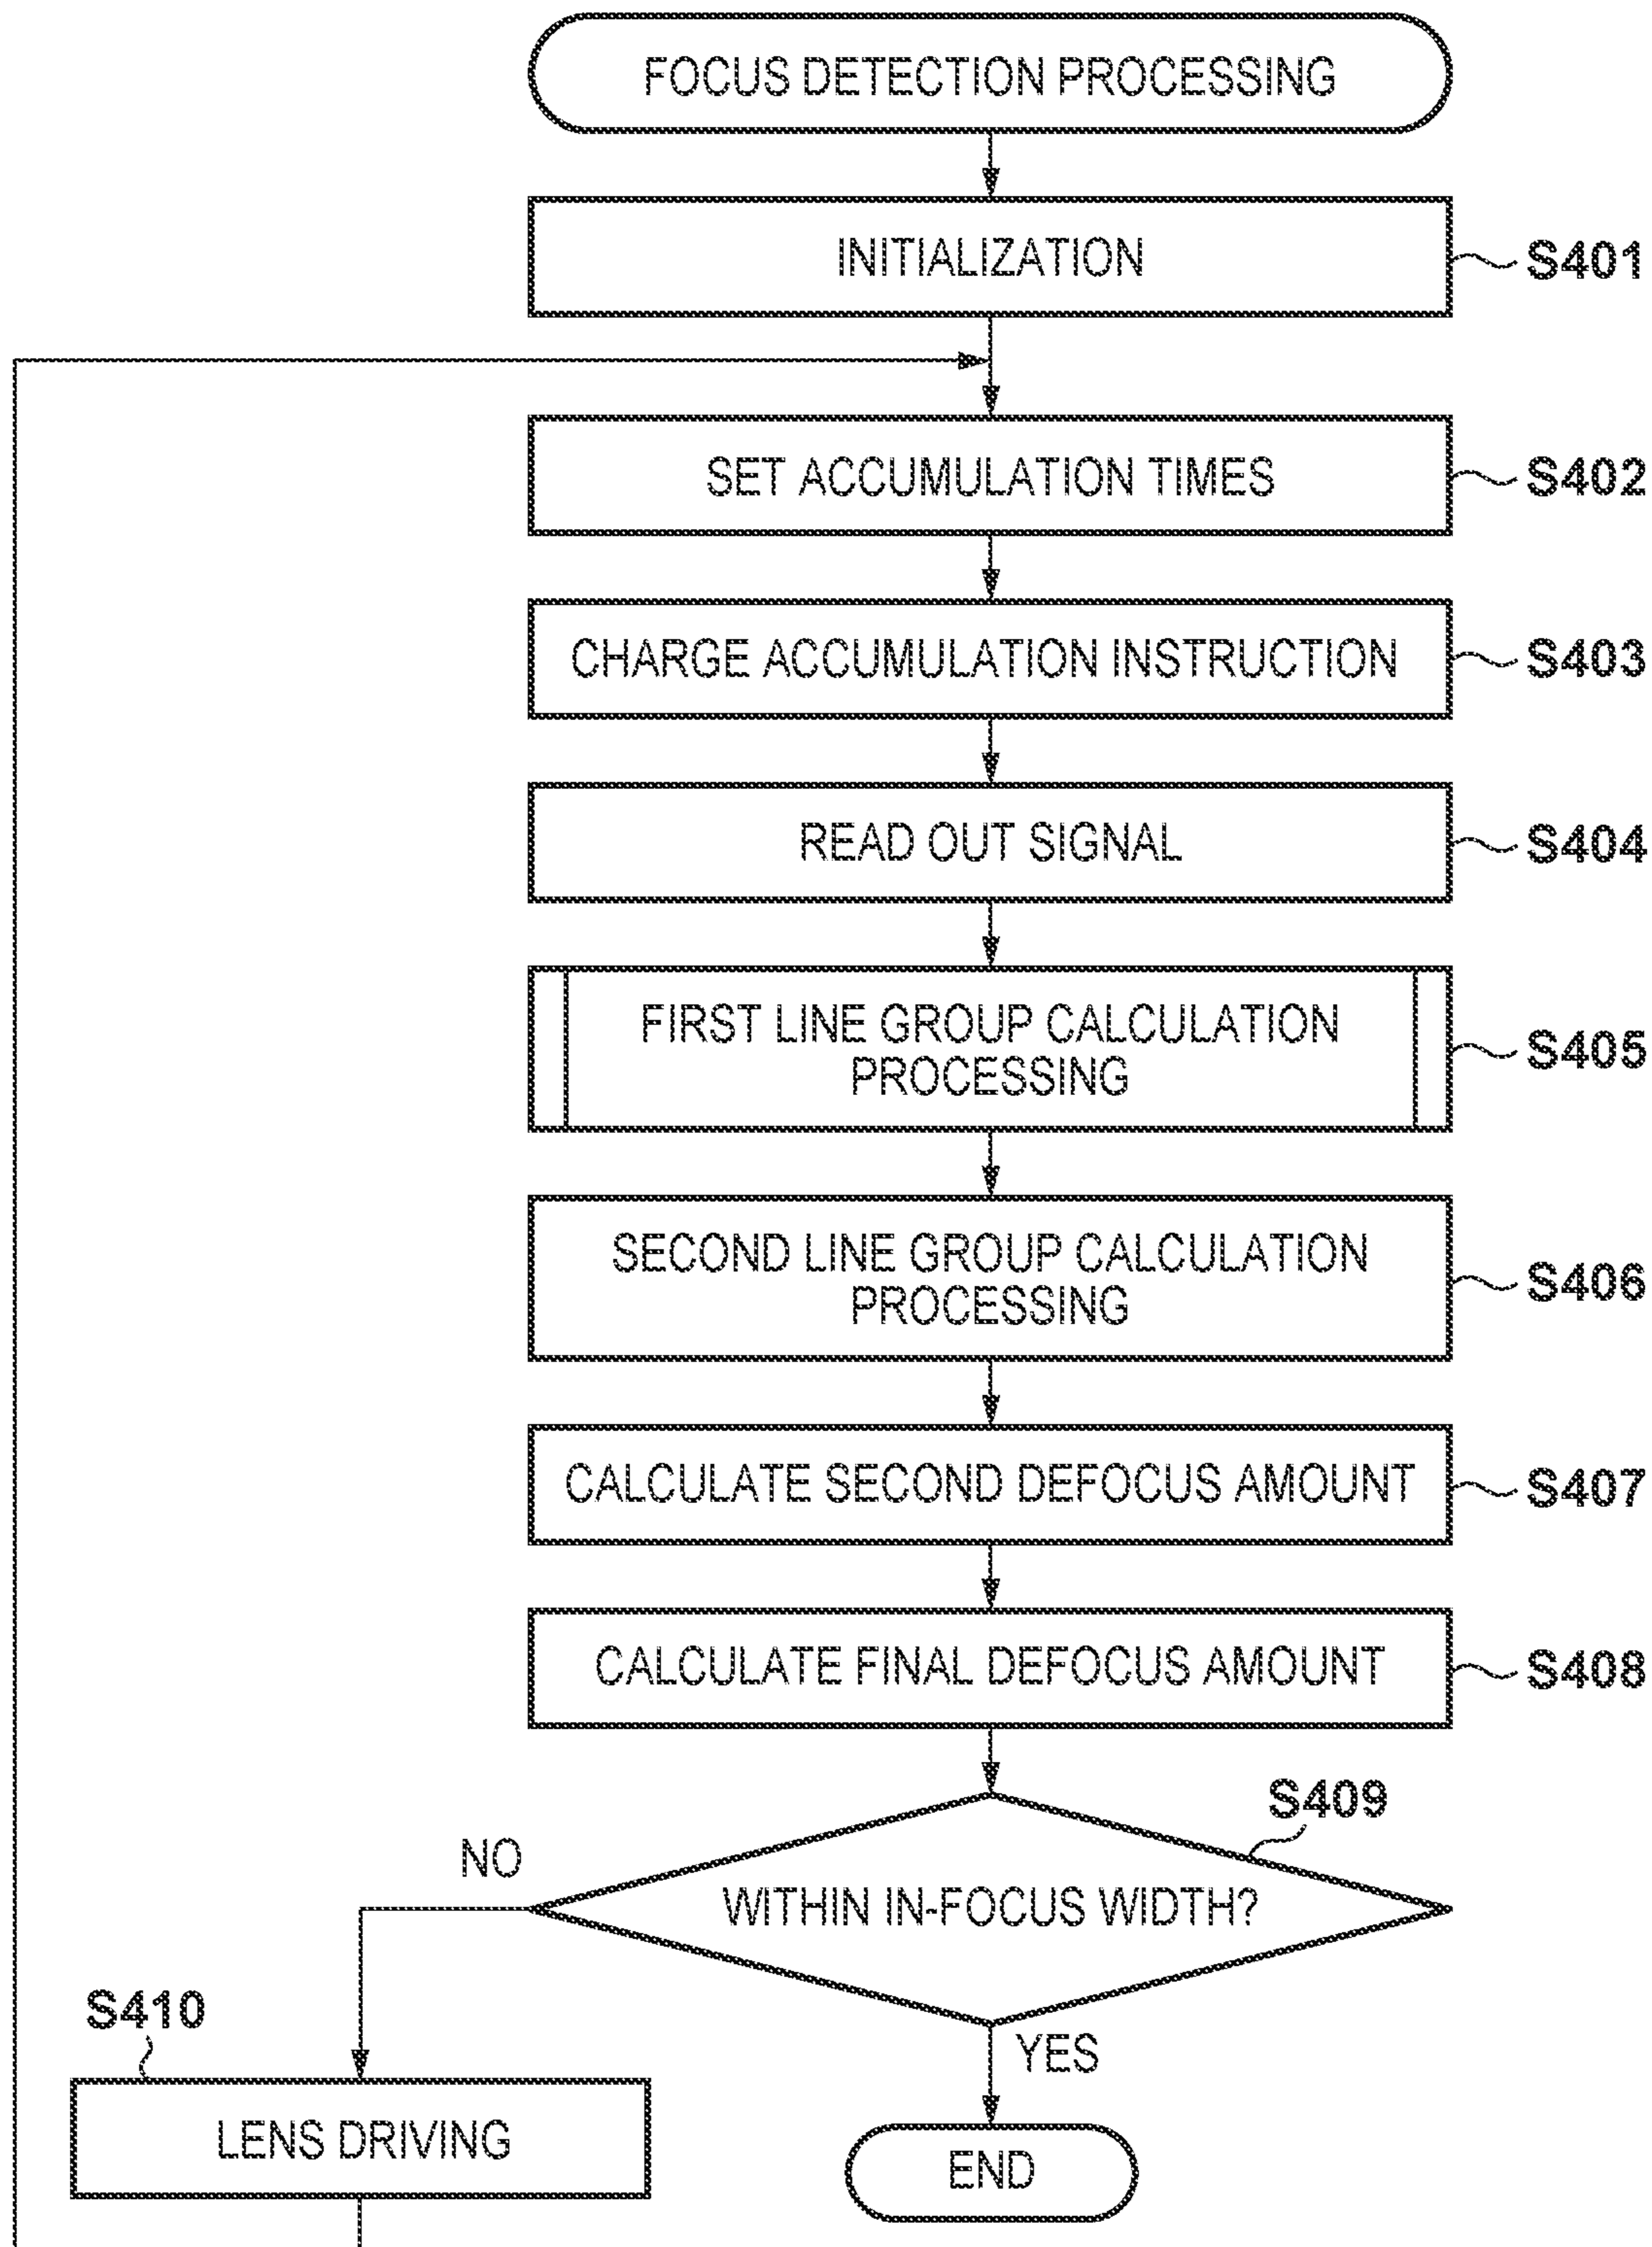 FOCUS DETECTION PROCESSING
INITIALIZATION
S401
SET ACCUMULATION TIMES
S402
CHARGE ACCUMULATION INSTRUCTION
S403
READ OUT SIGNAL
S404
FIRST LINE GROUP CALCULATION
PROCESSING
S405
SECOND LINE GROUP CALCULATION
PROCESSING
S406
CALCULATE SECOND DEFOCUS AMOUNT
S407
CALCULATE FINAL DEFOCUS AMOUNT
S408
S409
NO
WITHIN IN-FOCUS WIDTH?
S410
YES
LENS DRIVING
END